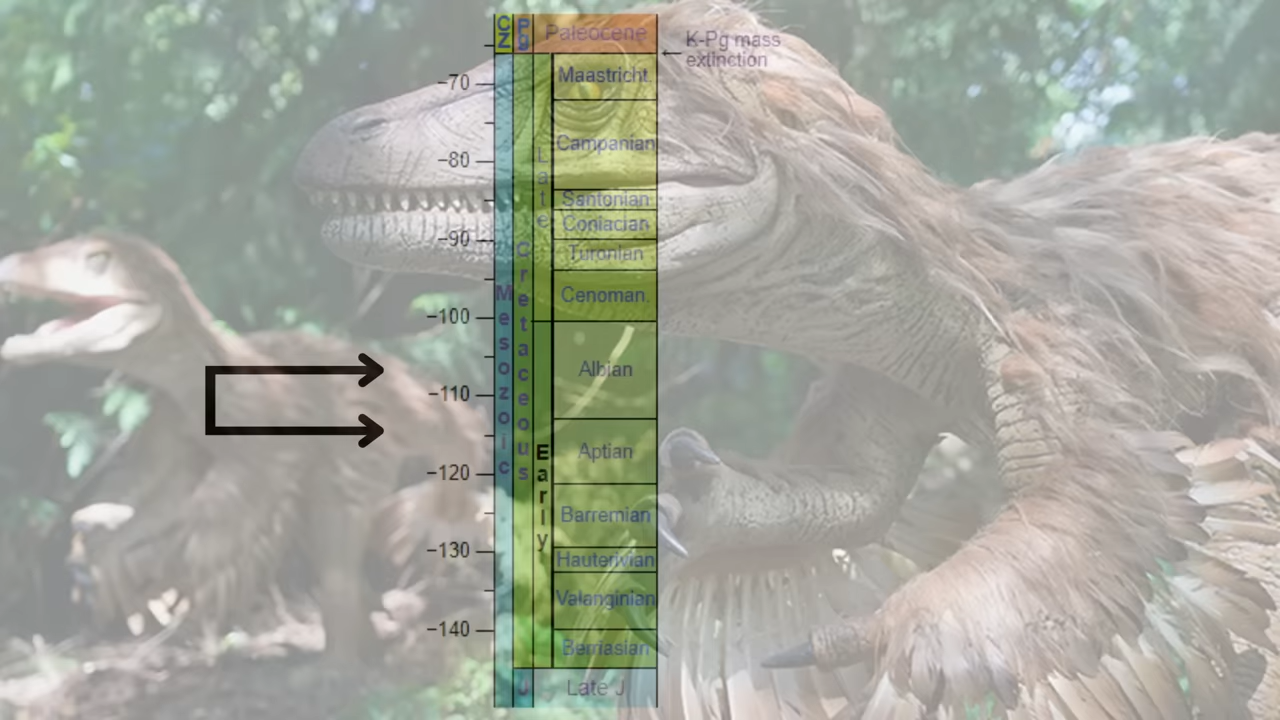 CZ
Pg
Paleocene
K-Pg mass
extinction
−70
Maastricht.
Campanian
−80
Late
Santonian
Coniacian
−90
Cretaceous
Turonian
Mesozoic
Cenoman.
−100
Albian
−110
Early
Aptian
−120
Barremian
−130
Hauterivian
Valanginian
−140
Berriasian
J
Late J